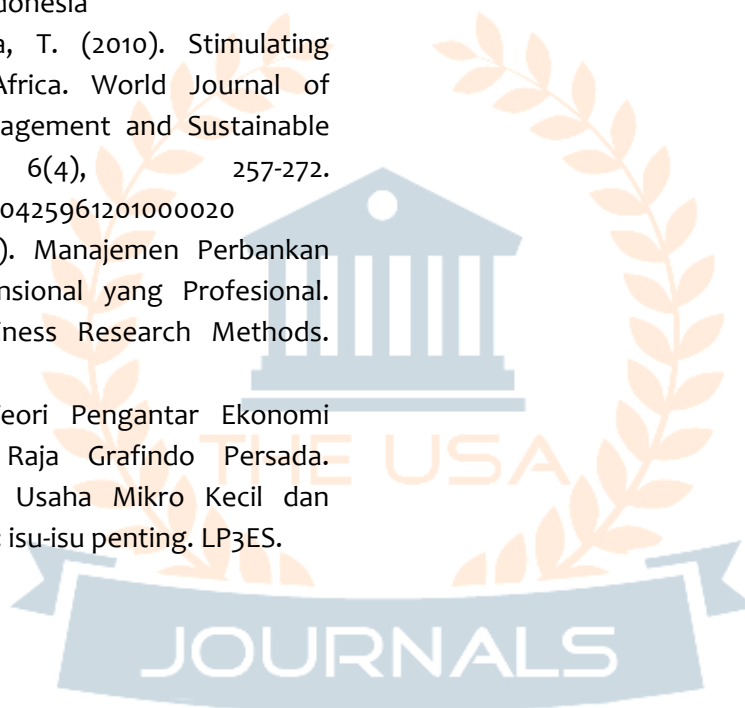 donesia
a, T. (2010). Stimulating
Africa. World Journal of
agement and Sustainable
6(4), 257-272.
0425961201000020
). Manajemen Perbankan
nsional yang Profesional.
iness Research Methods.
Teori Pengantar Ekonomi
Raja Grafindo Persada.
Usaha Mikro Kecil dan
: isu-isu penting. LP3ES.
THE USA
JOURNALS